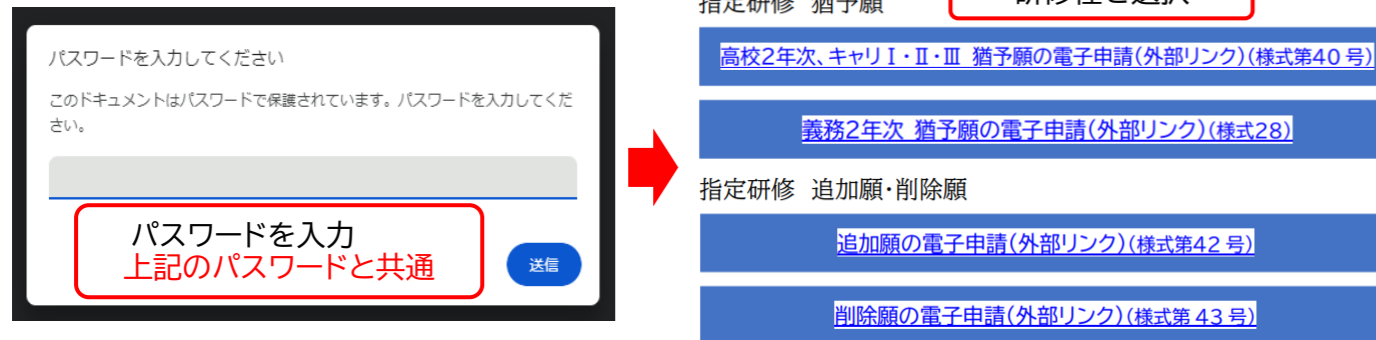 パスワードを入力してください
このドキュメントはパスワードで保護されています。パスワードを入力してくだ
さい。
パスワードを入力
上記のパスワードと共通
送信
指定研修 猶予願
高校2年次、キャリⅠ・Ⅱ・Ⅲ 猶予願の電子申請(外部リンク)(様式第40号)
義務2年次 猶予願の電子申請(外部リンク)(様式28)
指定研修 追加願・削除願
追加願の電子申請(外部リンク)(様式第42号)
削除願の電子申請(外部リンク)(様式第43号)